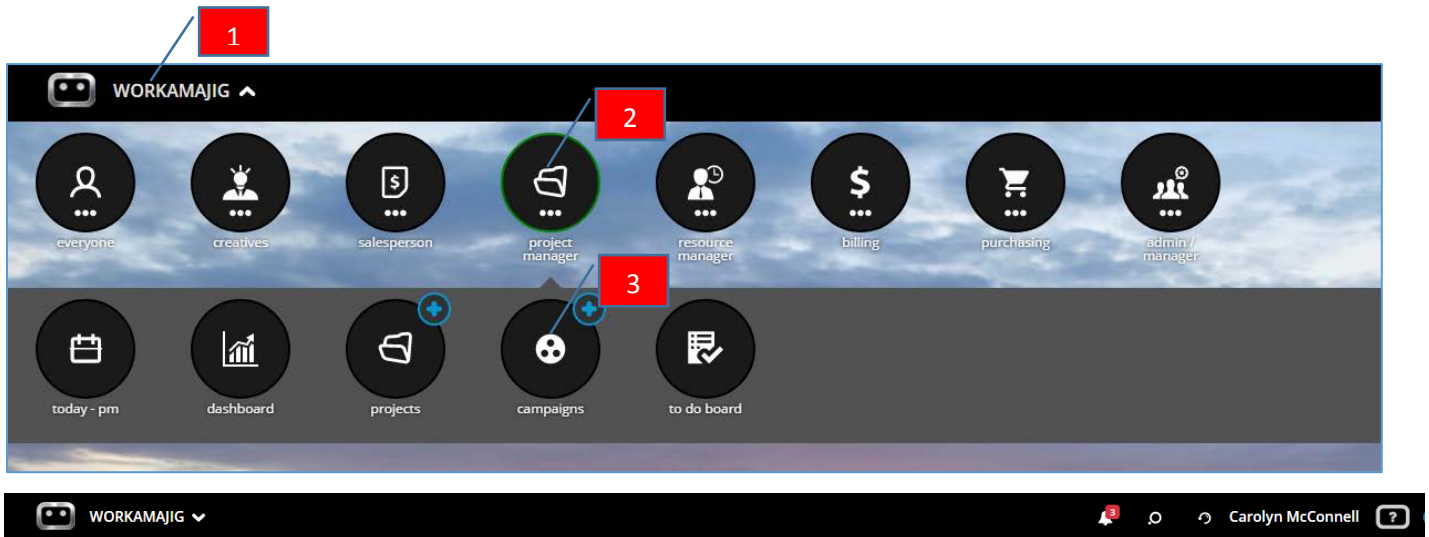 1
WORKAMAJIG
2
everyone
creatives
salesperson
project
manager
resource
manager
billing
purchasing
admin /
manager
3
today - pm
dashboard
projects
campaigns
to do board
WORKAMAJIG
3
Carolyn McConnell
?